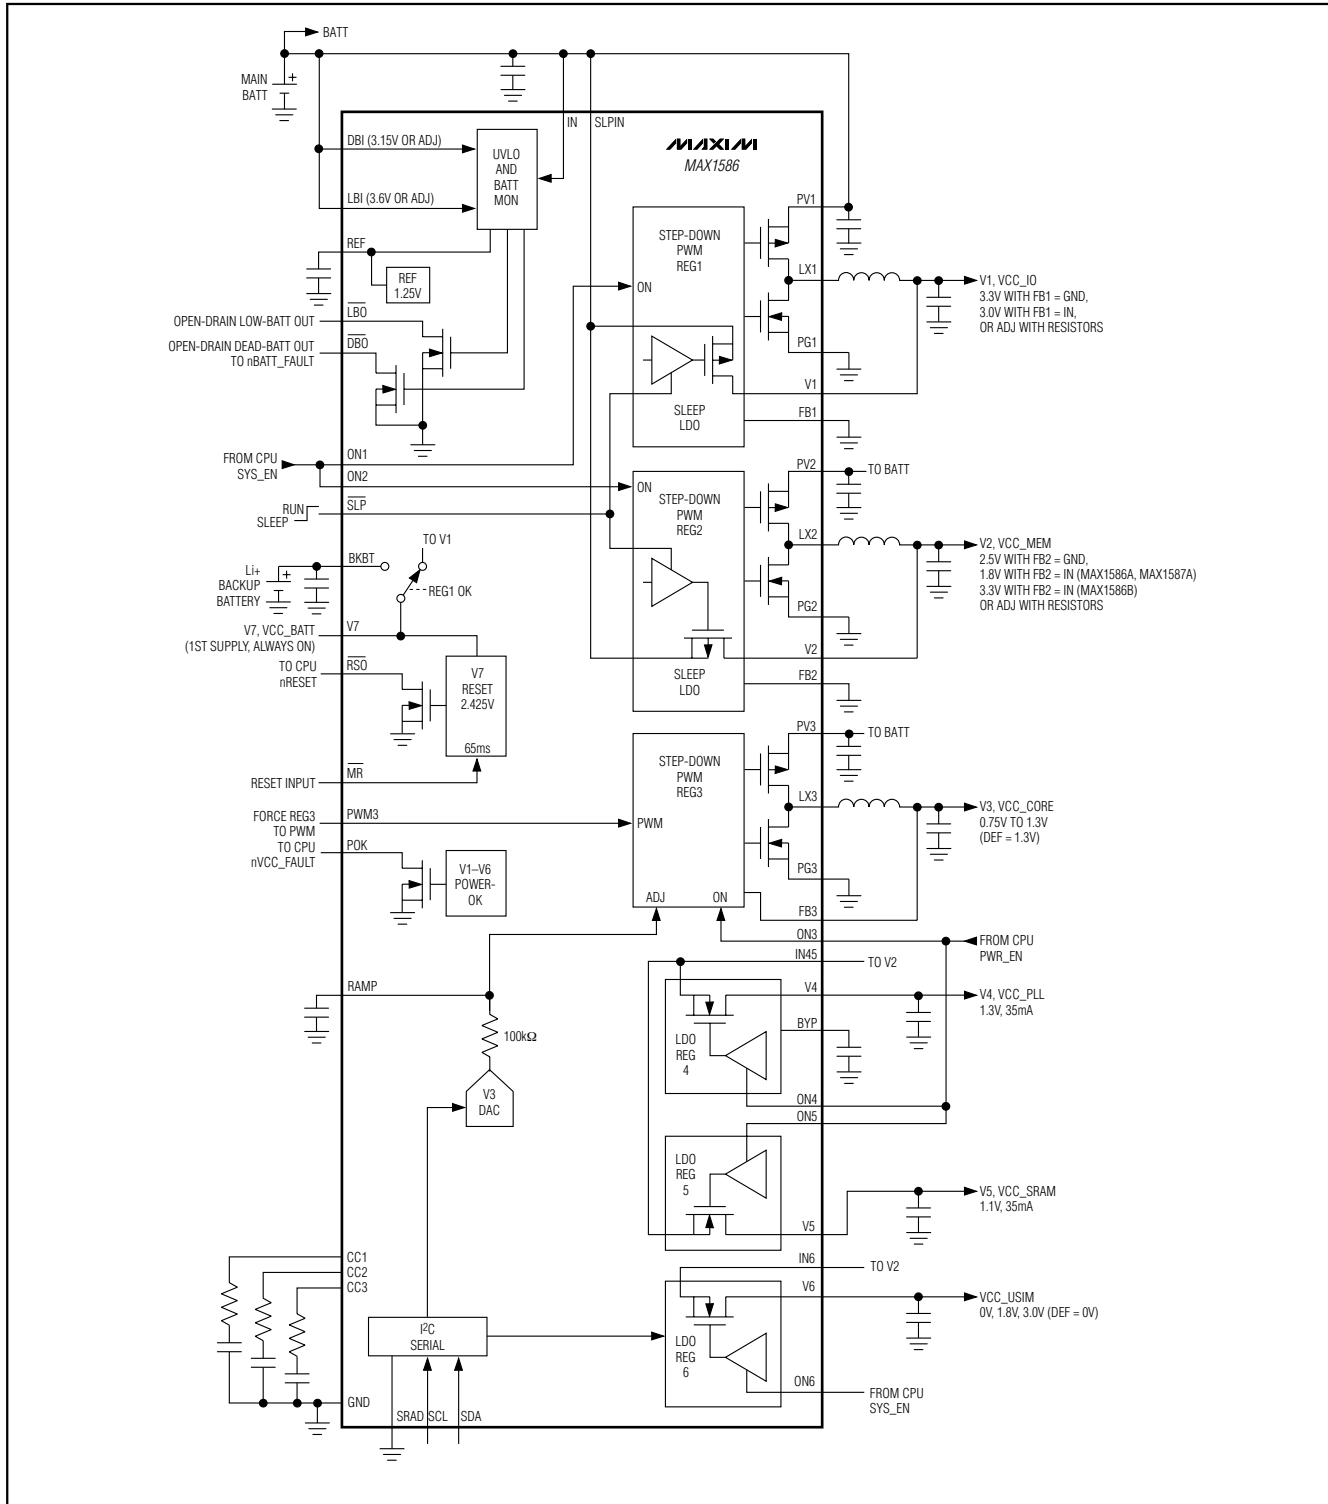 BATT
MAIN
BATT
+
IN
SLPIN
MAXIM
MAX1586
DBI (3.15V OR ADJ)
LBI (3.6V OR ADJ)
UVLO
AND
BATT
MON
REF
REF
1.25V
LBO
OPEN-DRAIN LOW-BATT OUT
DBO
OPEN-DRAIN DEAD-BATT OUT
TO nBATT_FAULT
STEP-DOWN
PWM
REG1
ON
SLEEP
LDO
PV1
LX1
PG1
V1
FB1
V1, VCC_IO
3.3V WITH FB1 = GND,
3.0V WITH FB1 = IN,
OR ADJ WITH RESISTORS
FROM CPU
SYS_EN
ON1
ON2
RUN
SLEEP
SLP
ON
STEP-DOWN
PWM
REG2
SLEEP
LDO
PV2
TO BATT
LX2
PG2
V2
FB2
V2, VCC_MEM
2.5V WITH FB2 = GND,
1.8V WITH FB2 = IN (MAX1586A, MAX1587A)
3.3V WITH FB2 = IN (MAX1586B)
OR ADJ WITH RESISTORS
Li+
BACKUP
BATTERY
+
BKBT
TO V1
REG1 OK
V7, VCC_BATT
(1ST SUPPLY, ALWAYS ON)
V7
TO CPU
nRESET
RSO
V7
RESET
2.425V
65ms
RESET INPUT
MR
FORCE REG3
TO PWM
PWM3
TO CPU
nVCC_FAULT
POK
V1–V6
POWER-
OK
STEP-DOWN
PWM
REG3
PWM
ADJ
ON
PV3
TO BATT
LX3
PG3
FB3
V3, VCC_CORE
0.75V TO 1.3V
(DEF = 1.3V)
ON3
FROM CPU
PWR_EN
IN45
TO V2
RAMP
100kΩ
V3
DAC
LDO
REG
4
V4
BYP
ON4
V4, VCC_PLL
1.3V, 35mA
ON5
LDO
REG
5
V5
V5, VCC_SRAM
1.1V, 35mA
IN6
TO V2
V6
LDO
REG
6
ON6
VCC_USIM
0V, 1.8V, 3.0V (DEF = 0V)
FROM CPU
SYS_EN
CC1
CC2
CC3
I2C
SERIAL
GND
SRAD
SCL
SDA